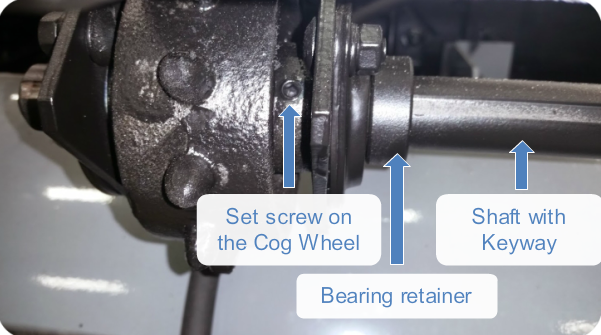 Set screw on
the Cog Wheel
Shaft with
Keyway
Bearing retainer